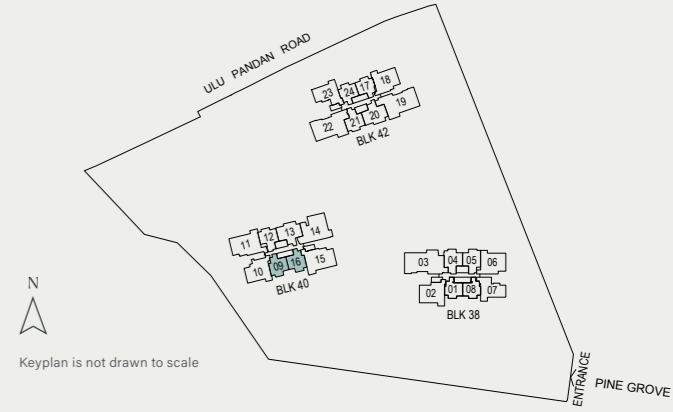 ULU PANDAN ROAD
23 24 17 18
22 21 20 19
BLK 42
11 12 13 14
10 09 16 15
BLK 40
03 04 05 06
02 01 08 07
BLK 38
N
Keyplan is not drawn to scale
ENTRANCE
PINE GROVE